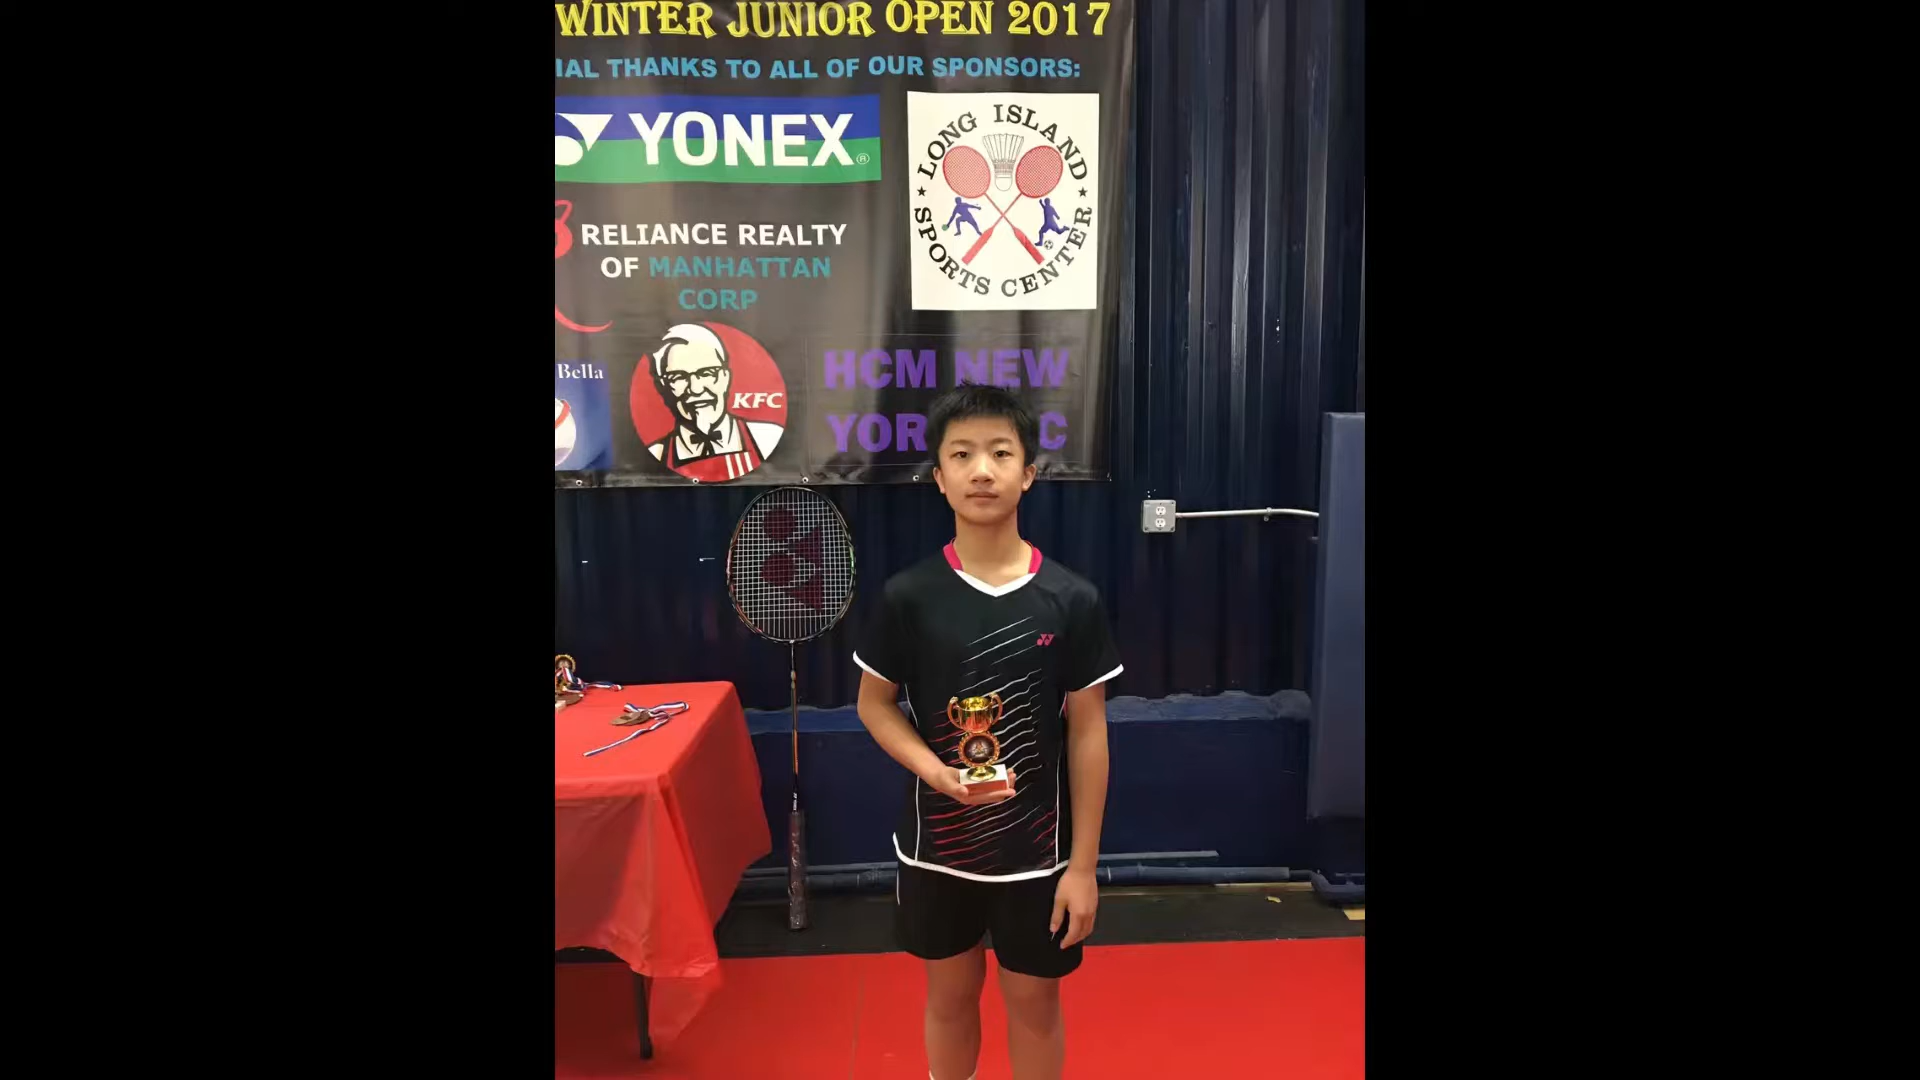 WINTER JUNIOR OPEN 2017
IAL THANKS TO ALL OF OUR SPONSORS:
YONEX®
LONG ISLAND
SPORTS CENTER
RELIANCE REALTY
OF MANHATTAN
CORP
Bella
KFC
HCM NEW
YOR C